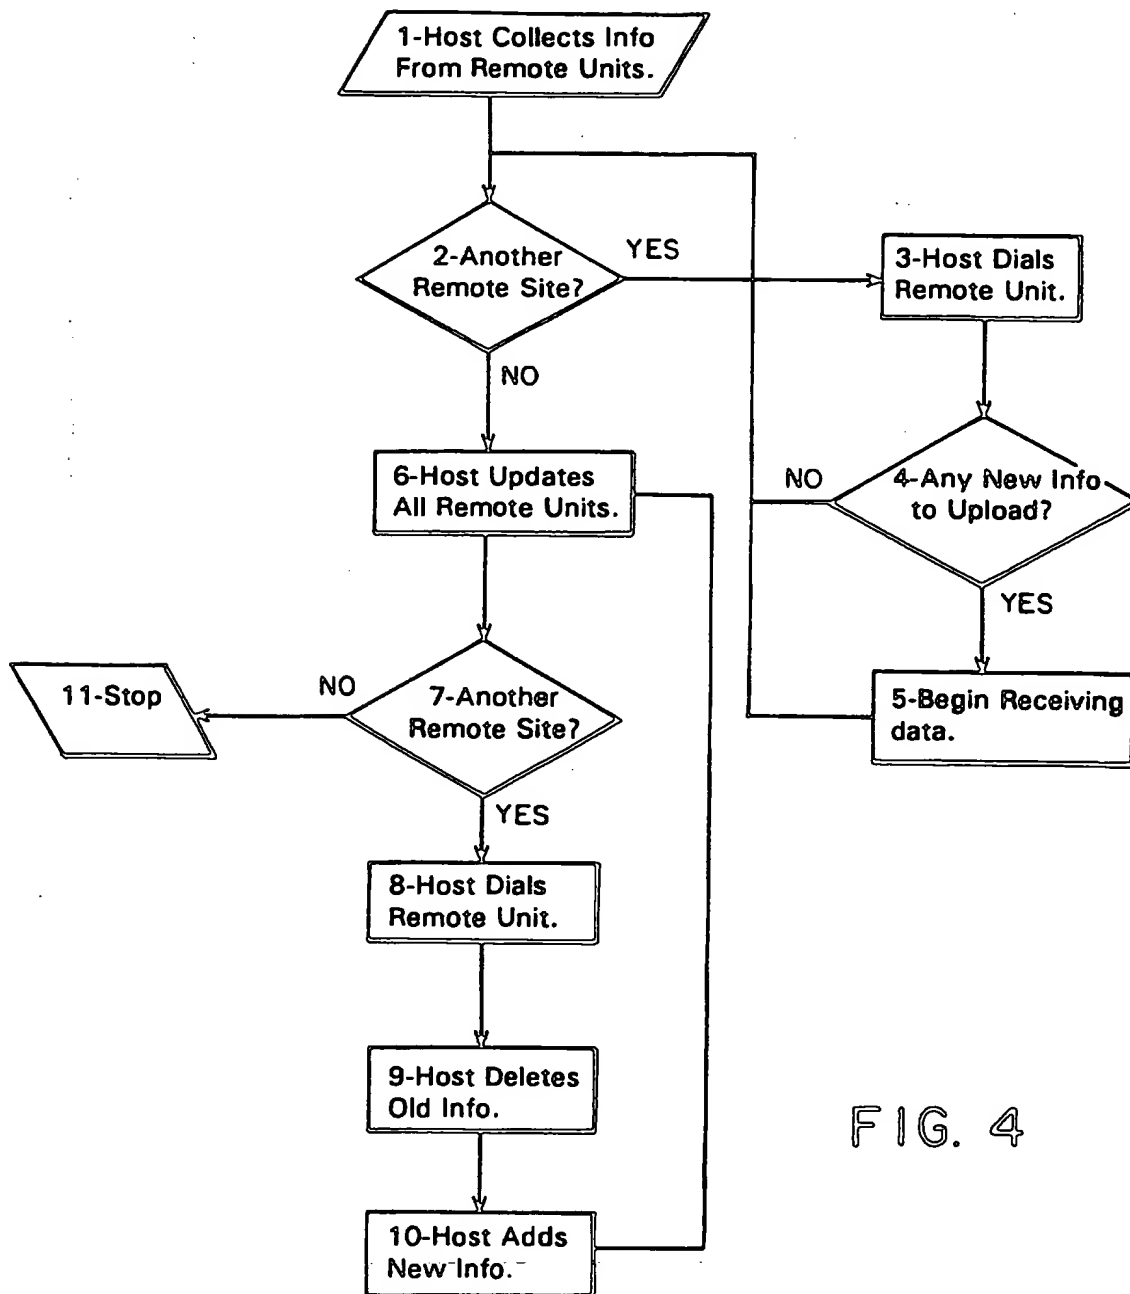 1-Host Collects Info
From Remote Units.
2-Another
Remote Site?
YES
3-Host Dials
Remote Unit.
NO
6-Host Updates
All Remote Units.
NO
4-Any New Info
to Upload?
YES
11-Stop
NO
7-Another
Remote Site?
5-Begin Receiving
data.
YES
8-Host Dials
Remote Unit.
9-Host Deletes
Old Info.
FIG. 4
10-Host Adds
New Info.